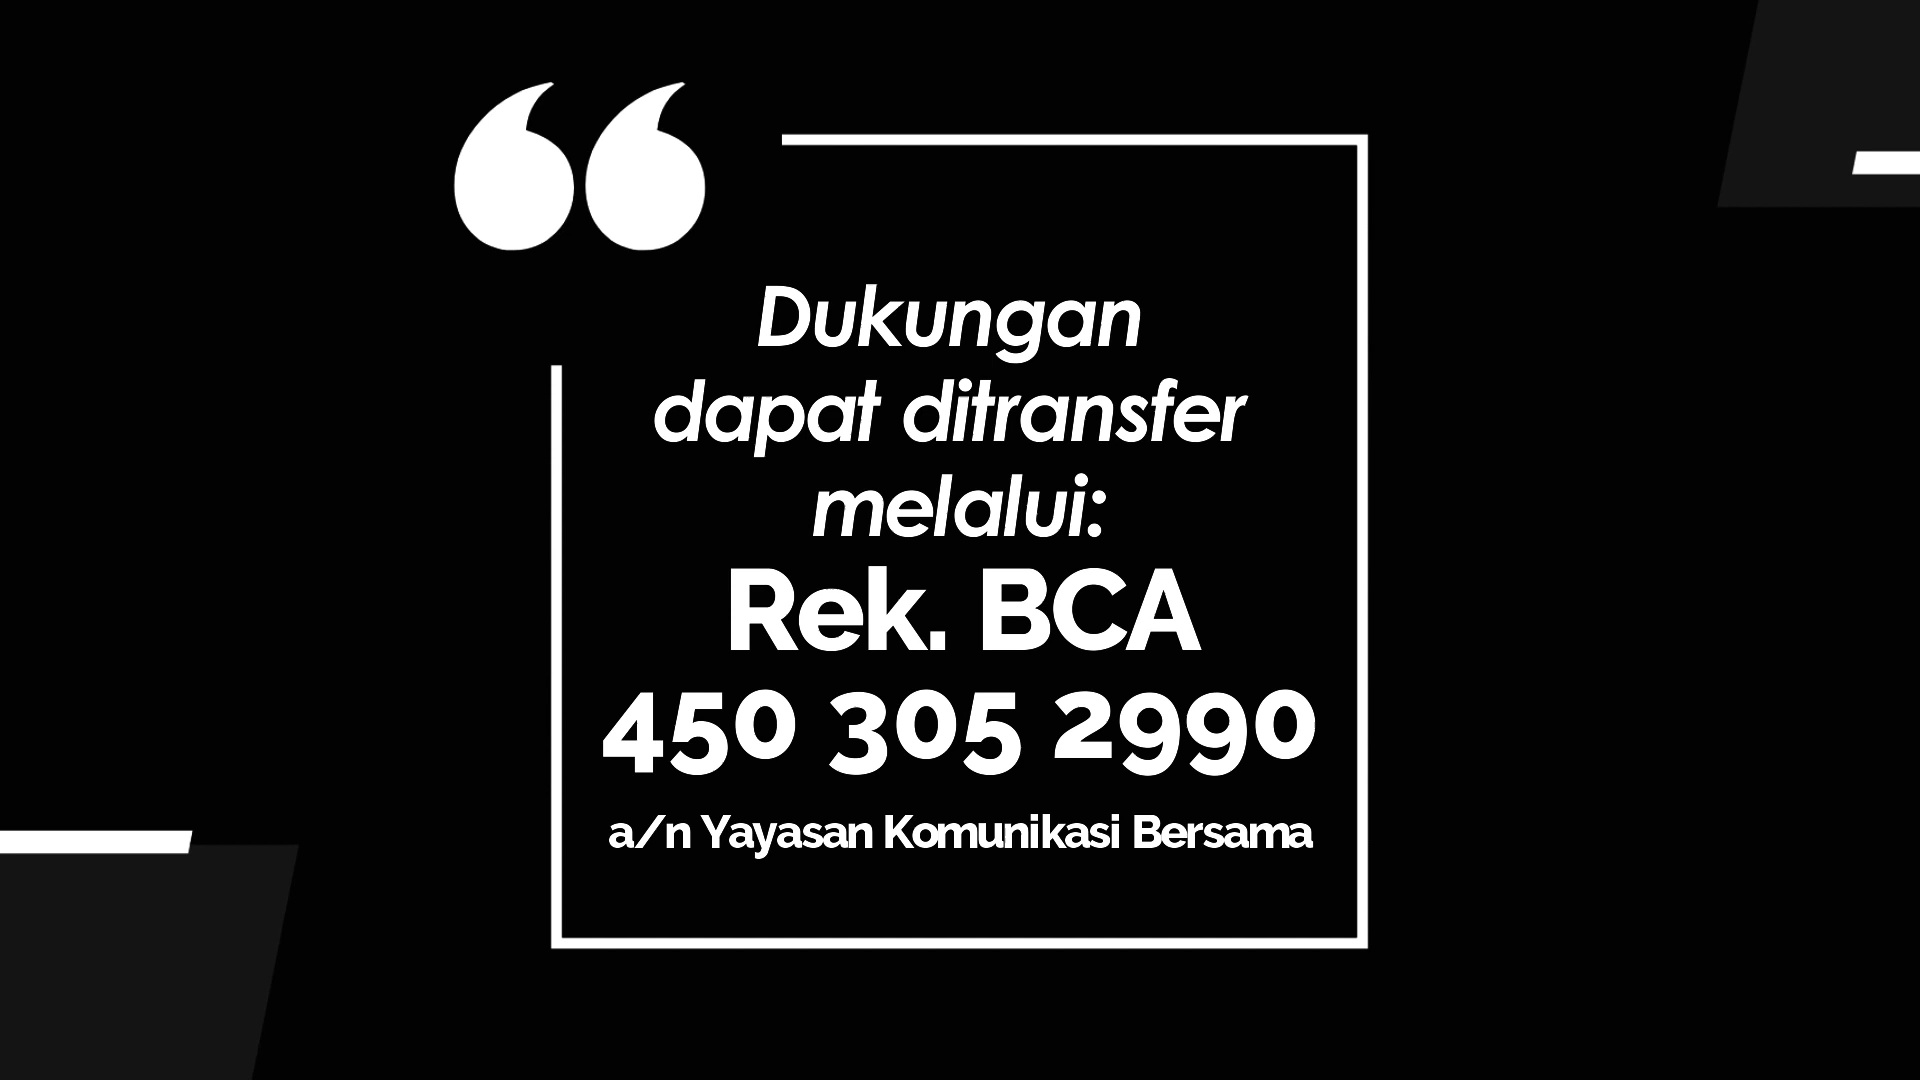 Dukungan
dapat ditransfer
melalui:
Rek. BCA
450 305 2990
a/n Yayasan Komunikasi Bersama